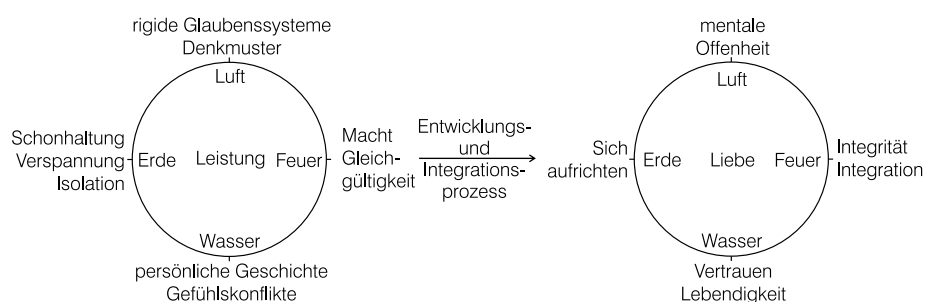 rigide Glaubenssysteme
Denkmuster
Luft
Schonhaltung
Verspannung
Isolation
Erde
Leistung
Feuer
Macht
Gleich-
gültigkeit
Wasser
persönliche Geschichte
Gefühlskonflikte
Entwicklungs-
und
Integrations-
prozess
mentale
Offenheit
Luft
Sich
aufrichten
Erde
Liebe
Feuer
Integrität
Integration
Wasser
Vertrauen
Lebendigkeit